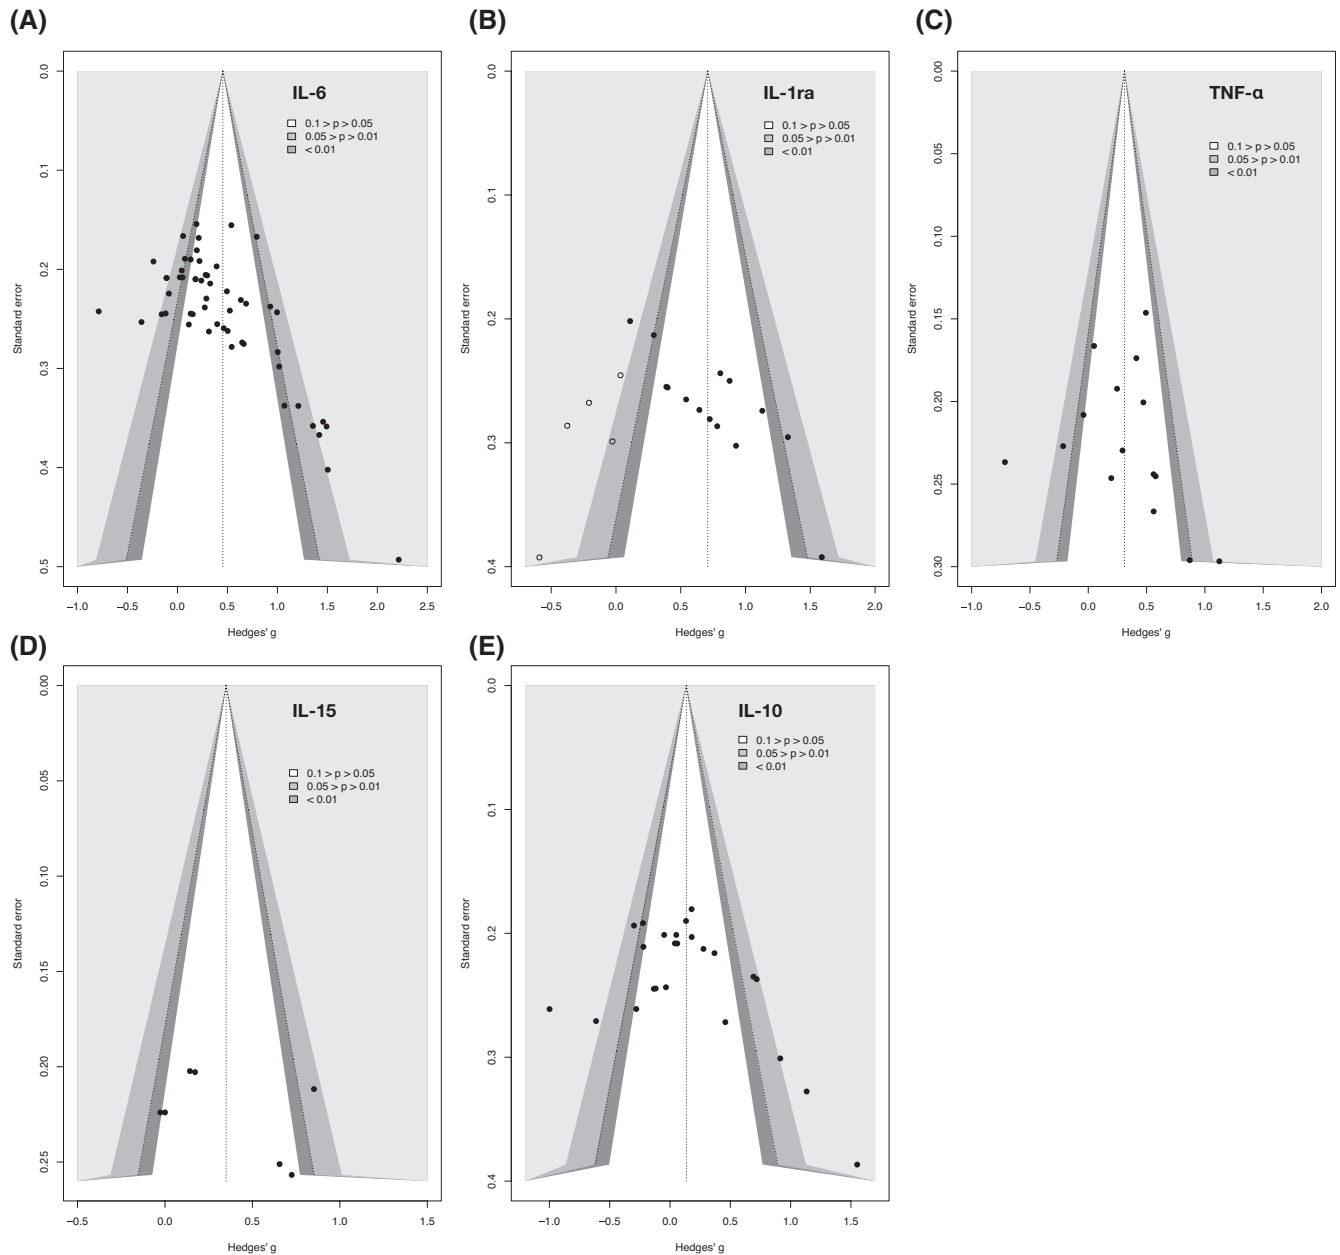 (A)
IL-6
0.1 > p > 0.05
0.05 > p > 0.01
< 0.01
0.0
0.1
0.2
0.3
0.4
0.5
Standard error
−1.0 −0.5 0.0 0.5 1.0 1.5 2.0 2.5
Hedges' g
(B)
IL-1ra
0.1 > p > 0.05
0.05 > p > 0.01
< 0.01
0.0
0.1
0.2
0.3
0.4
Standard error
−0.5 0.0 0.5 1.0 1.5 2.0
Hedges' g
(C)
TNF-α
0.1 > p > 0.05
0.05 > p > 0.01
< 0.01
0.00
0.05
0.10
0.15
0.20
0.25
0.30
Standard error
−1.0 −0.5 0.0 0.5 1.0 1.5 2.0
Hedges' g
(D)
IL-15
0.1 > p > 0.05
0.05 > p > 0.01
< 0.01
0.00
0.05
0.10
0.15
0.20
0.25
Standard error
−0.5 0.0 0.5 1.0 1.5
Hedges' g
(E)
IL-10
0.1 > p > 0.05
0.05 > p > 0.01
< 0.01
0.0
0.1
0.2
0.3
0.4
Standard error
−1.0 −0.5 0.0 0.5 1.0 1.5
Hedges' g